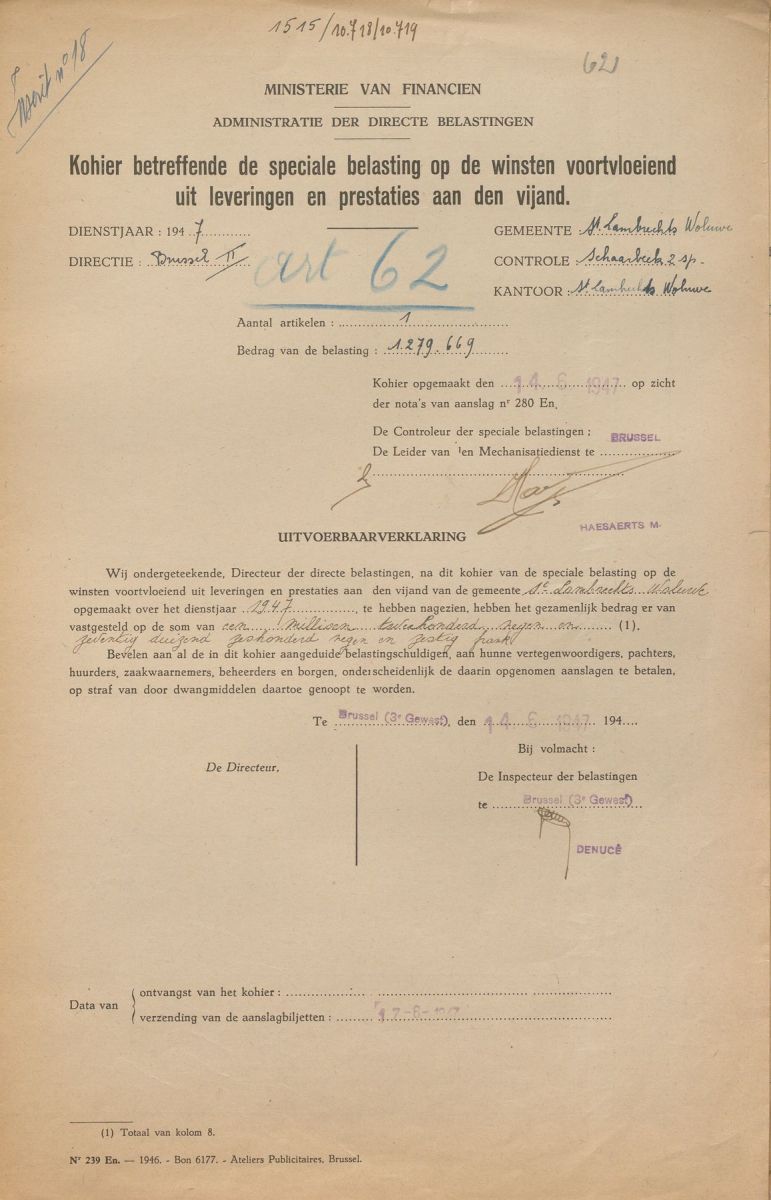 1515/10.718/10.719
62
Inscrit n° 18
MINISTERIE VAN FINANCIEN
ADMINISTRATIE DER DIRECTE BELASTINGEN
Kohier betreffende de speciale belasting op de winsten voortvloeiend
uit leveringen en prestaties aan den vijand.
DIENSTJAAR : 1947
GEMEENTE : St Lambrechts Woluwe
DIRECTIE : Brussel II
art 62
CONTROLE : Schaarbeek 2 sp.
KANTOOR : St Lambrechts Woluwe
Aantal artikelen : 1
Bedrag van de belasting : 1.279.669
Kohier opgemaakt den 14 6 1947 op zicht
der nota's van aanslag nr 280 En.
De Controleur der speciale belastingen :
De Leider van den Mechanisatiedienst te BRUSSEL
HAESAERTS M.
UITVOERBAARVERKLARING
Wij ondergeteekende, Directeur der directe belastingen, na dit kohier van de speciale belasting op de
winsten voortvloeiend uit leveringen en prestaties aan den vijand van de gemeente St Lambrechts Woluwe
opgemaakt over het dienstjaar 1947, te hebben nagezien, hebben het gezamenlijk bedrag er van
vastgesteld op de som van een millioen tweehonderd negen en (1).
zeventig duizend zeshonderd negen en zestig frank
Bevelen aan al de in dit kohier aangeduide belastingschuldigen, aan hunne vertegenwoordigers, pachters,
huurders, zaakwaarnemers, beheerders en borgen, onderscheidenlijk de daarin opgenomen aanslagen te betalen,
op straf van door dwangmiddelen daartoe genoopt te worden.
Te Brussel (3e Gewest), den 14 6 1947 194
Bij volmacht :
De Directeur.
De Inspecteur der belastingen
te Brussel (3e Gewest)
DENUCÉ
Data van
ontvangst van het kohier :
verzending van de aanslagbiljetten : 17-6-1947
(1) Totaal van kolom 8.
Nr 239 En. — 1946. - Bon 6177. - Ateliers Publicitaires, Brussel.